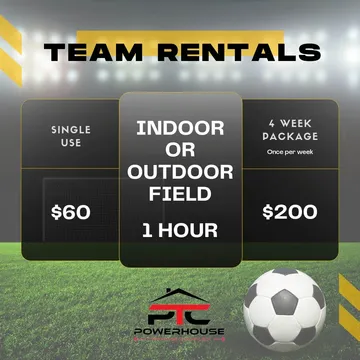 TEAM RENTALS
SINGLE
USE
$60
INDOOR
OR
OUTDOOR
FIELD
1 HOUR
4 WEEK
PACKAGE
Once per week
$200
PTC
POWERHOUSE